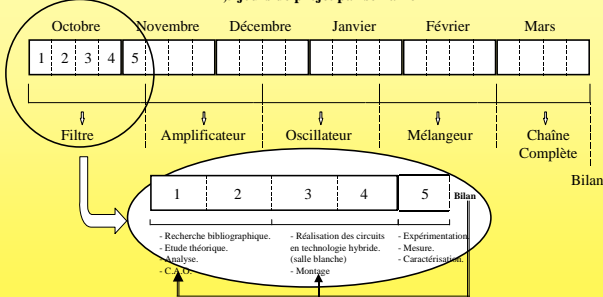 Octobre Novembre Décembre Janvier Février Mars
1 2 3 4 5
Filtre Amplificateur Oscillateur Mélangeur Chaîne
Complète
Bilan
1 2 3 4 5 Bilan
- Recherche bibliographique.
- Etude théorique.
- Analyse.
- C.A.O.
- Réalisation des circuits
en technologie hybride.
(salle blanche)
- Montage
- Expérimentation.
- Mesure.
- Caractérisation.